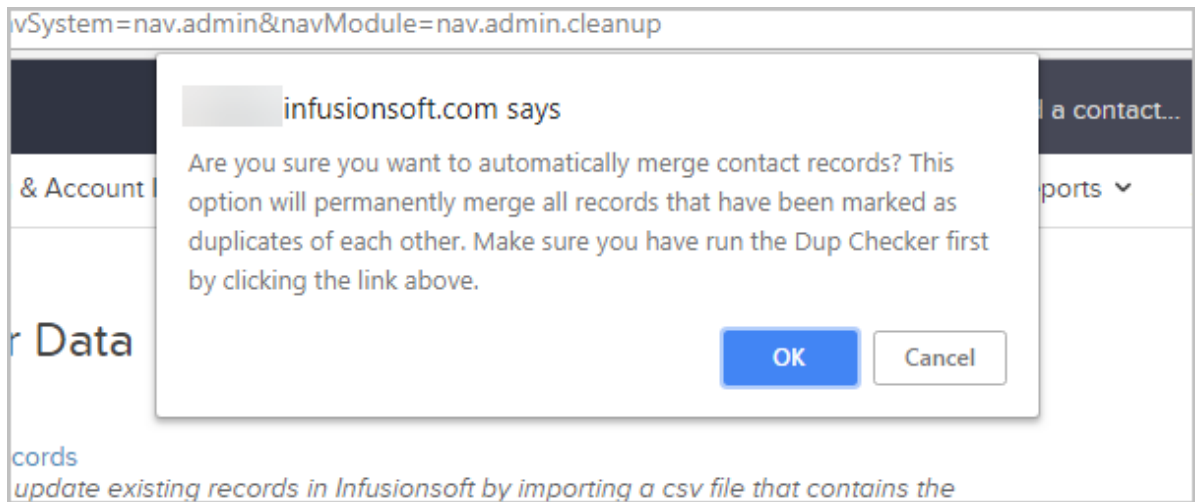 vSystem=nav.admin&navModule=nav.admin.cleanup
infusionsoft.com says
a contact...
Are you sure you want to automatically merge contact records? This
& Account
ports
option will permanently merge all records that have been marked as
duplicates of each other. Make sure you have run the Dup Checker first
by clicking the link above.
r Data
OK
Cancel
cords
update existing records in Infusionsoft by importing a csv file that contains the